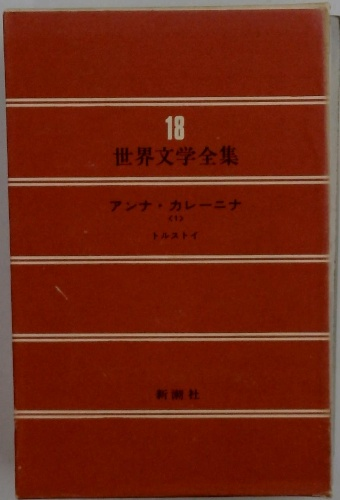 18
世界文学全集
アンナ・カレーニナ
《1》
トルストイ
新潮社